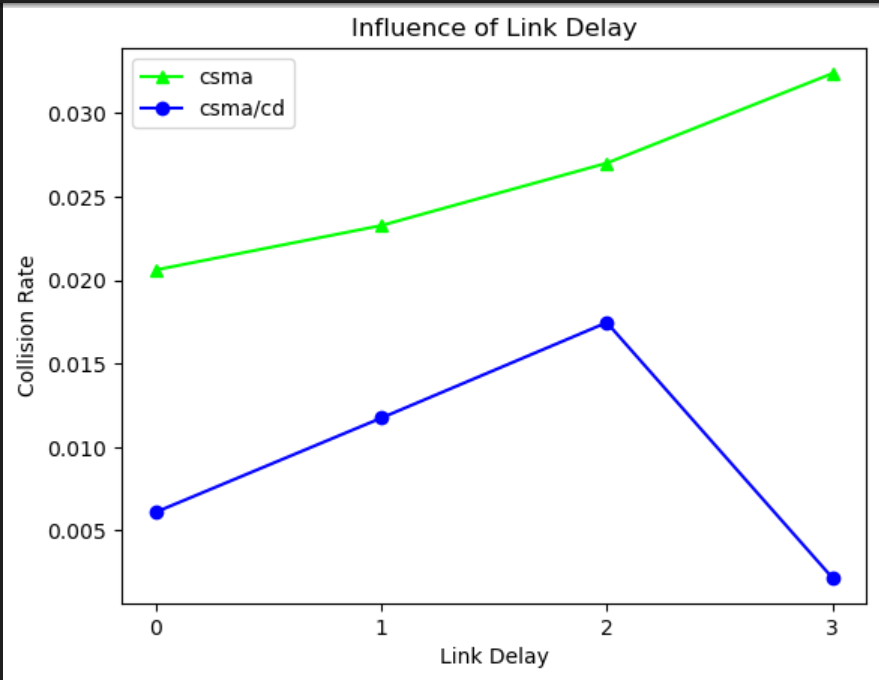 Influence of Link Delay
csma
csma/cd
0.030
0.025
0.020
0.015
0.010
0.005
Collision Rate
0 1 2 3
Link Delay